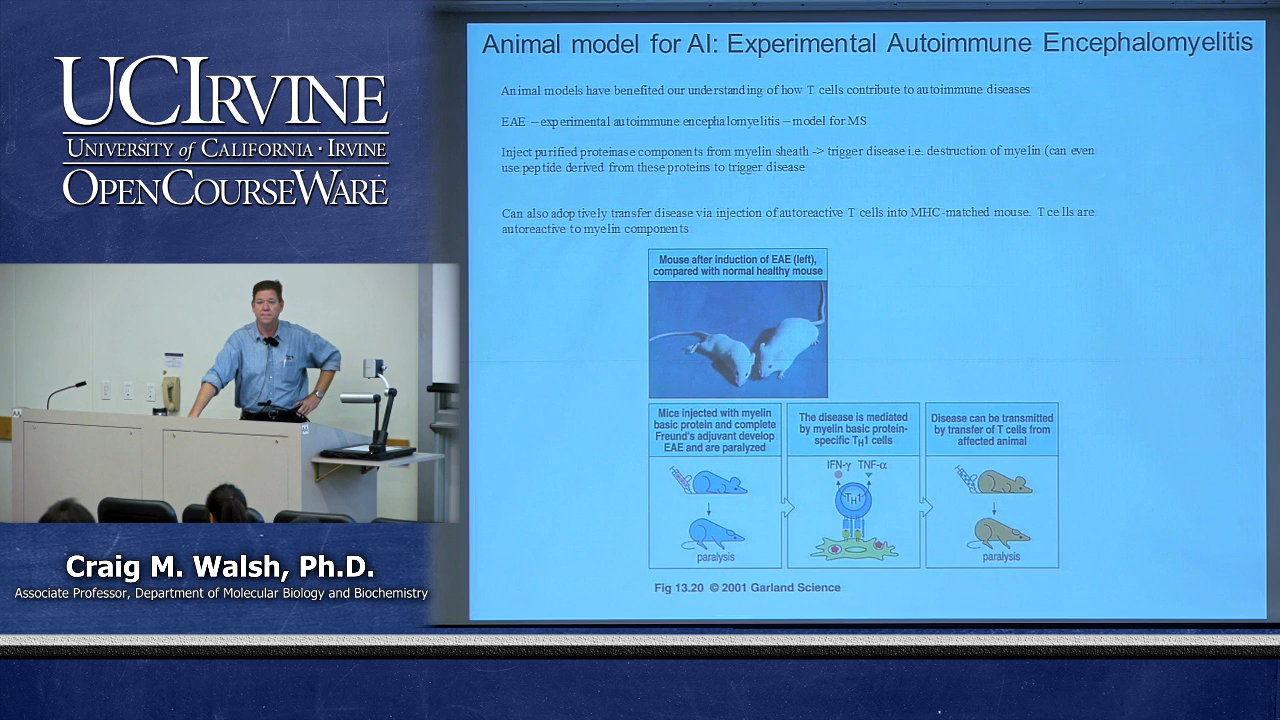 UCIRVINE
UNIVERSITY of CALIFORNIA · IRVINE
OPENCOURSEWARE
Craig M. Walsh, Ph.D.
Associate Professor, Department of Molecular Biology and Biochemistry
Animal model for AI: Experimental Autoimmune Encephalomyelitis
Animal models have benefited our understanding of how T cells contribute to autoimmune diseases
EAE – experimental autoimmune encephalomyelitis – model for MS
Inject purified proteinase components from myelin sheath -> trigger disease i.e. destruction of myelin (can even
use peptide derived from these proteins to trigger disease
Can also adoptively transfer disease via injection of autoreactive T cells into MHC-matched mouse. T cells are
autoreactive to myelin components
Mouse after induction of EAE (left),
compared with normal healthy mouse
Mice injected with myelin
basic protein and complete
Freund's adjuvant develop
EAE and are paralyzed
paralysis
The disease is mediated
by myelin basic protein-
specific TH1 cells
IFN-γ TNF-α
TH1
Disease can be transmitted
by transfer of T cells from
affected animal
paralysis
Fig 13.20 © 2001 Garland Science